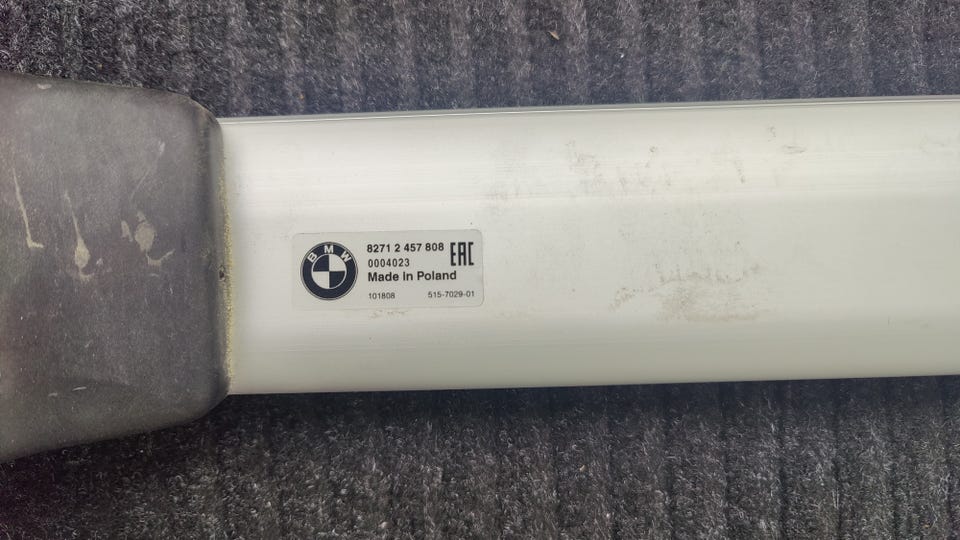 BMW
8271 2 457 808
EAC
0004023
Made in Poland
101808 515-7029-01